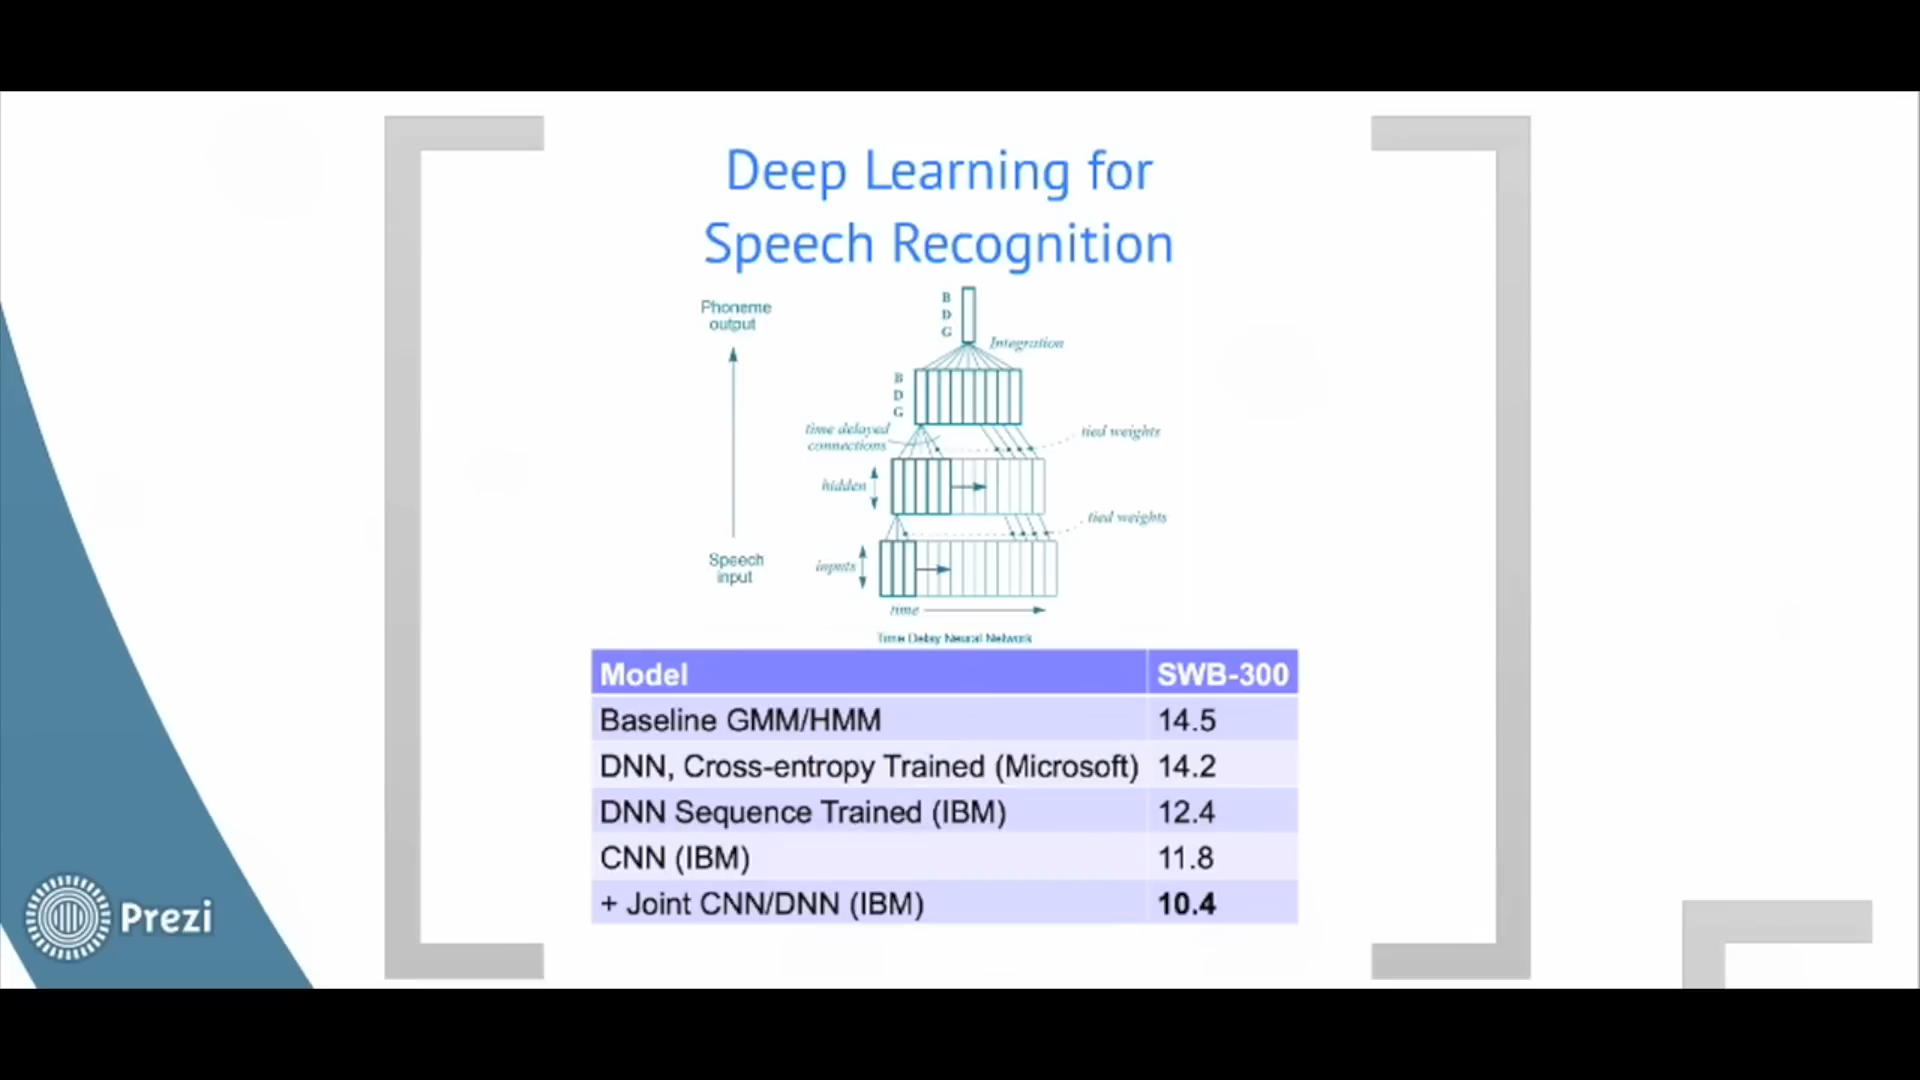 Deep Learning for
Speech Recognition
Phoneme
output
B
D
G
Integration
B
D
G
time delayed
connections
tied weights
hidden
tied weights
Speech
input
inputs
time
Time Delay Neural Network
Model SWB-300
Baseline GMM/HMM 14.5
DNN, Cross-entropy Trained (Microsoft) 14.2
DNN Sequence Trained (IBM) 12.4
CNN (IBM) 11.8
+ Joint CNN/DNN (IBM) 10.4
Prezi